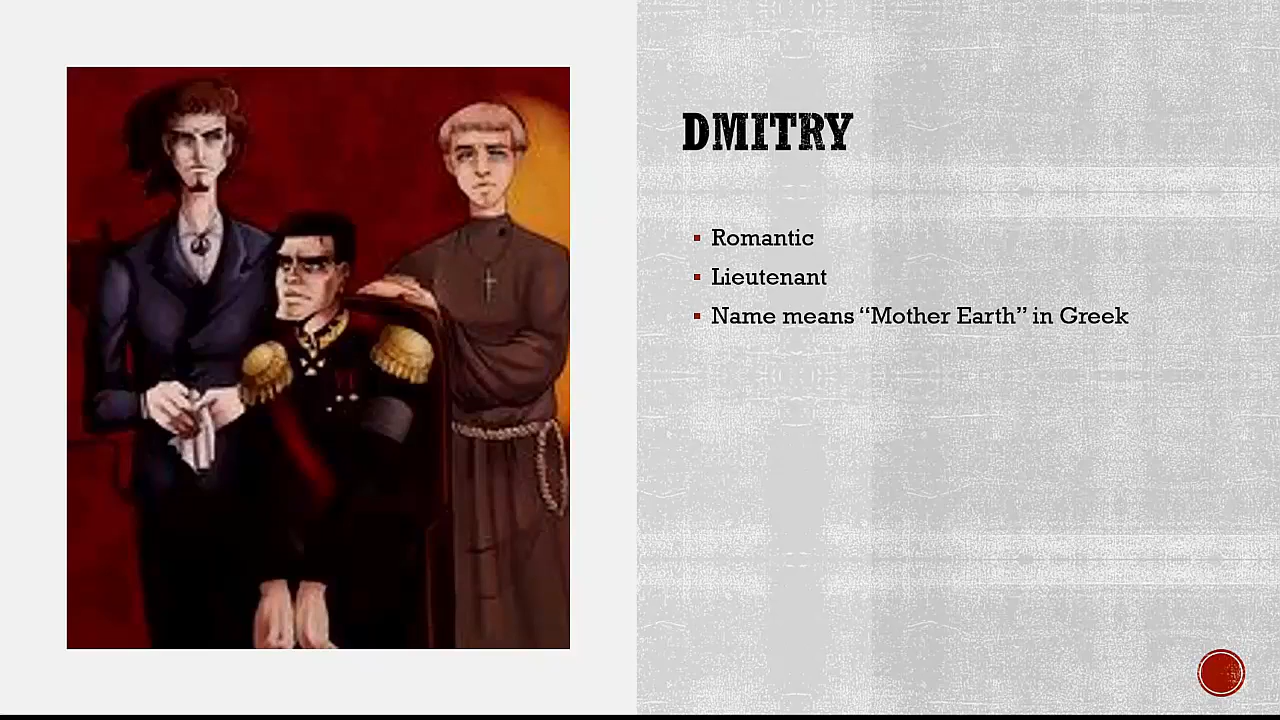 DMITRY
Romantic
Lieutenant
Name means “Mother Earth” in Greek